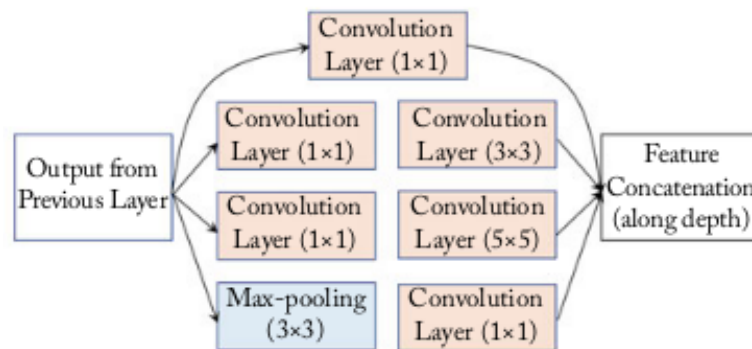 Convolution
Layer (1×1)
Convolution
Layer (1×1)
Convolution
Layer (3×3)
Output from
Previous Layer
Feature
Concatenation
(along depth)
Convolution
Layer (1×1)
Convolution
Layer (5×5)
Max-pooling
(3×3)
Convolution
Layer (1×1)